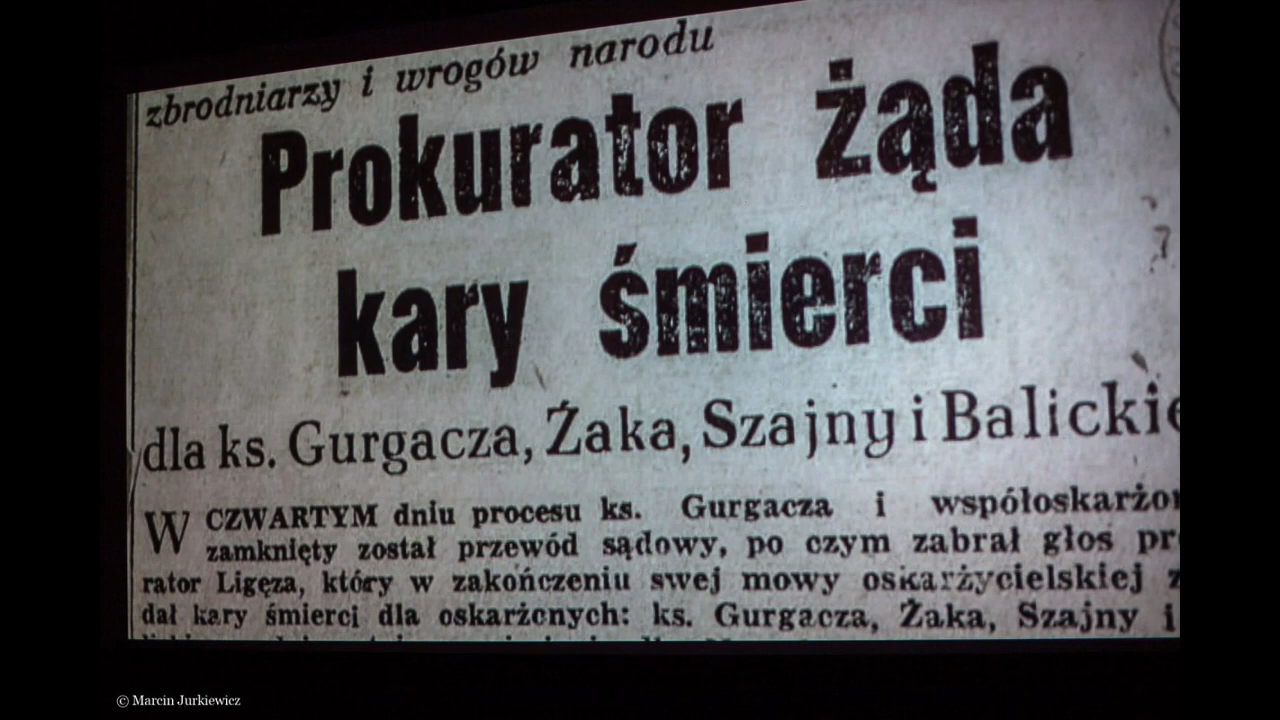 zbrodniarzy i wrogów narodu
Prokurator żąda
kary śmierci
dla ks. Gurgacza, Żaka, Szajny i Balickie
W CZWARTYM dniu procesu ks. Gurgacza i współoskarżon
zamknięty został przewód sądowy, po czym zabrał głos pro
rator Ligęza, który w zakończeniu swej mowy oskarżycielskiej
dał kary śmierci dla oskarżonych: ks. Gurgacza, Żaka, Szajny i
© Marcin Jurkiewicz